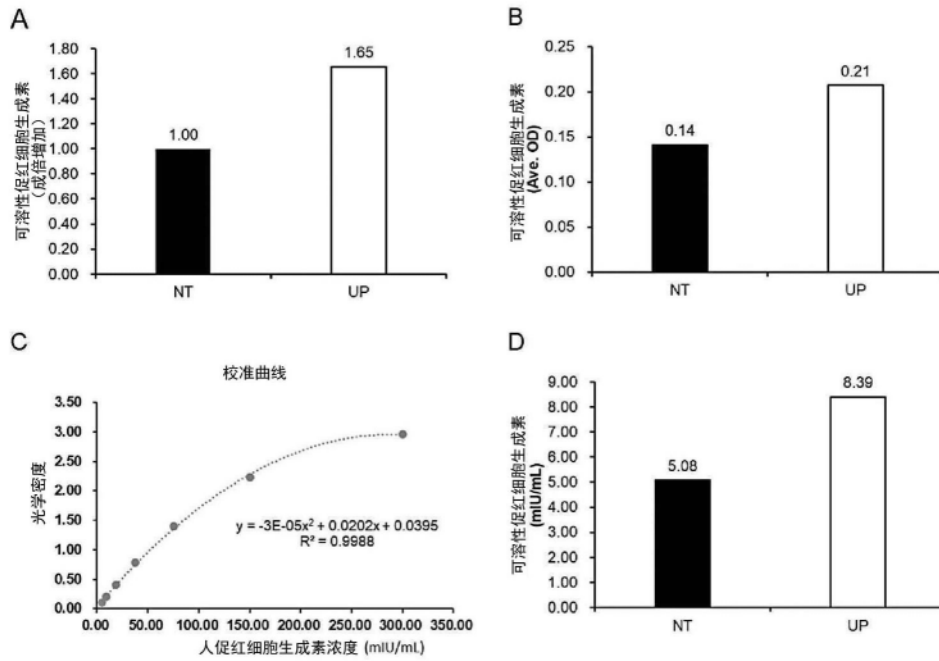 A
可溶性促红细胞生成素
(成倍增加)
1.80
1.60
1.40
1.20
1.00
0.80
0.60
0.40
0.20
0.00
1.00
1.65
NT
UP
B
可溶性促红细胞生成素
(Ave. OD)
0.25
0.20
0.15
0.10
0.05
0.00
0.14
0.21
NT
UP
C
校准曲线
光学密度
3.50
3.00
2.50
2.00
1.50
1.00
0.50
0.00
y = -3E-05x² + 0.0202x + 0.0395
R² = 0.9988
0.00 50.00 100.00 150.00 200.00 250.00 300.00 350.00
人促红细胞生成素浓度 (mIU/mL)
D
可溶性促红细胞生成素
(mIU/mL)
9.00
8.00
7.00
6.00
5.00
4.00
3.00
2.00
1.00
0.00
5.08
8.39
NT
UP